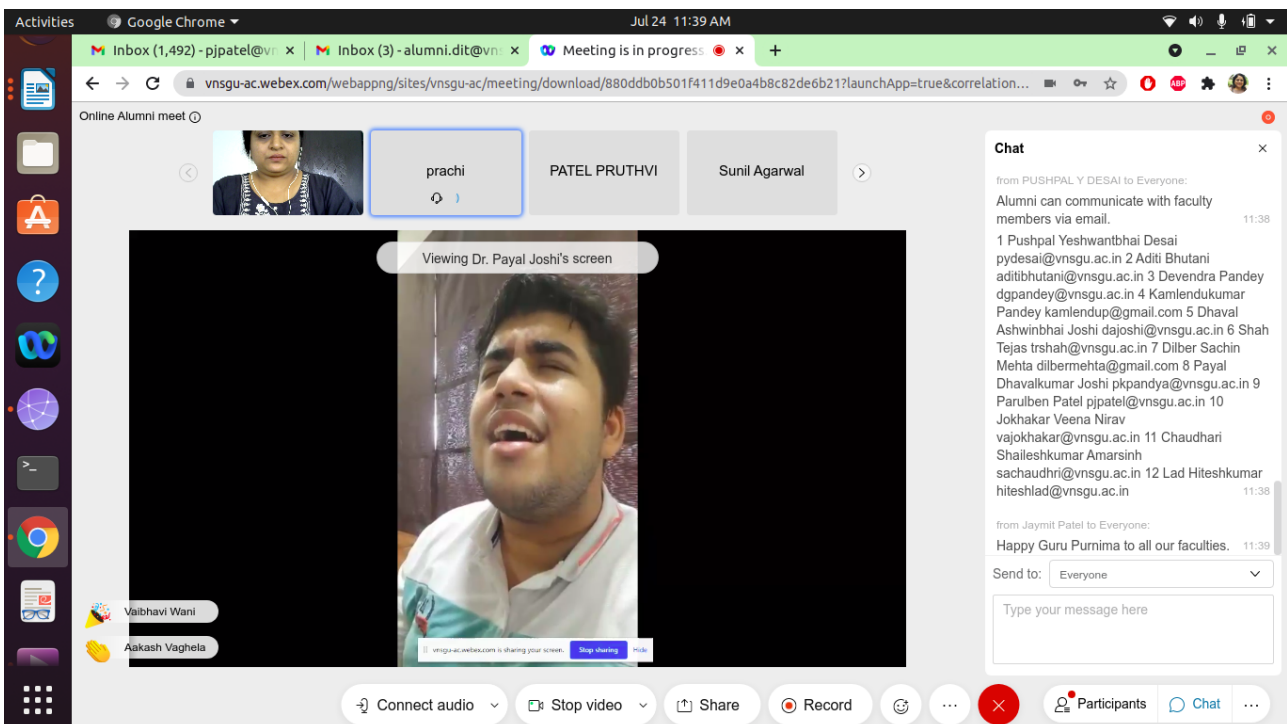 Activities
Google Chrome
Jul 24 11:39 AM
Inbox (1,492) - pjpatel@vn
Inbox (3) - alumni.dit@vn
Meeting is in progress
vnsgu-ac.webex.com/webappng/sites/vnsgu-ac/meeting/download/880ddb0b501f411d9e0a4b8c82de6b21?launchApp=true&correlation...
ABP
Online Alumni meet
prachi
PATEL PRUTHVI
Sunil Agarwal
Viewing Dr. Payal Joshi's screen
Vaibhavi Wani
Aakash Vaghela
vnsgu-ac.webex.com is sharing your screen. Stop sharing Hide
Chat
from PUSHPAL Y DESAI to Everyone:
Alumni can communicate with faculty
members via email. 11:38
1 Pushpal Yeshwantbhai Desai
pydesai@vnsgu.ac.in 2 Aditi Bhutani
aditibhutani@vnsgu.ac.in 3 Devendra Pandey
dgpandey@vnsgu.ac.in 4 Kamlendukumar
Pandey kamlendup@gmail.com 5 Dhaval
Ashwinbhai Joshi dajoshi@vnsgu.ac.in 6 Shah
Tejas trshah@vnsgu.ac.in 7 Dilber Sachin
Mehta dilbermehta@gmail.com 8 Payal
Dhavalkumar Joshi pkpandya@vnsgu.ac.in 9
Parulben Patel pjpatel@vnsgu.ac.in 10
Jokhakar Veena Nirav
vajokhakar@vnsgu.ac.in 11 Chaudhari
Shaileshkumar Amarsinh
sachaudhri@vnsgu.ac.in 12 Lad Hiteshkumar
hiteshlad@vnsgu.ac.in 11:38
from Jaymit Patel to Everyone:
Happy Guru Purnima to all our faculties. 11:39
Send to: Everyone
Type your message here
Connect audio
Stop video
Share
Record
Participants
Chat